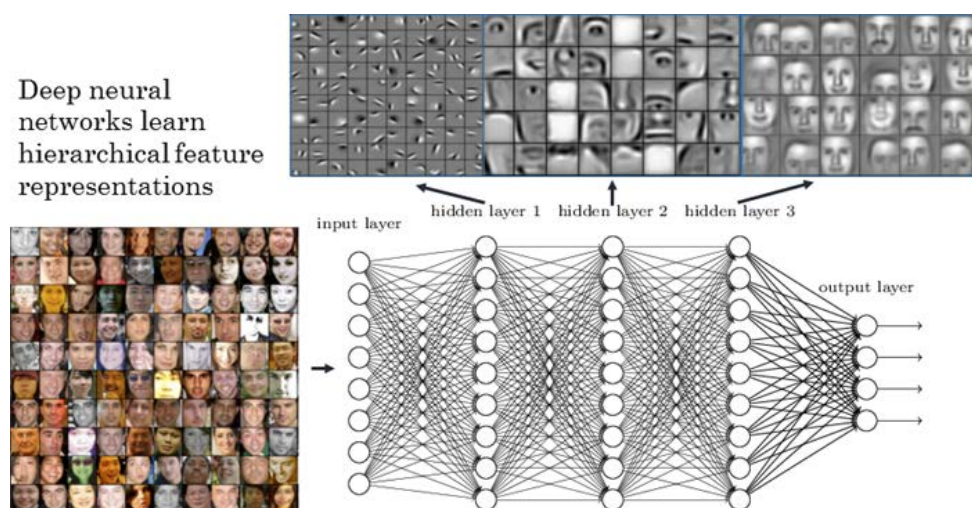 Deep neural
networks learn
hierarchical feature
representations
hidden layer 1 hidden layer 2 hidden layer 3
input layer
output layer